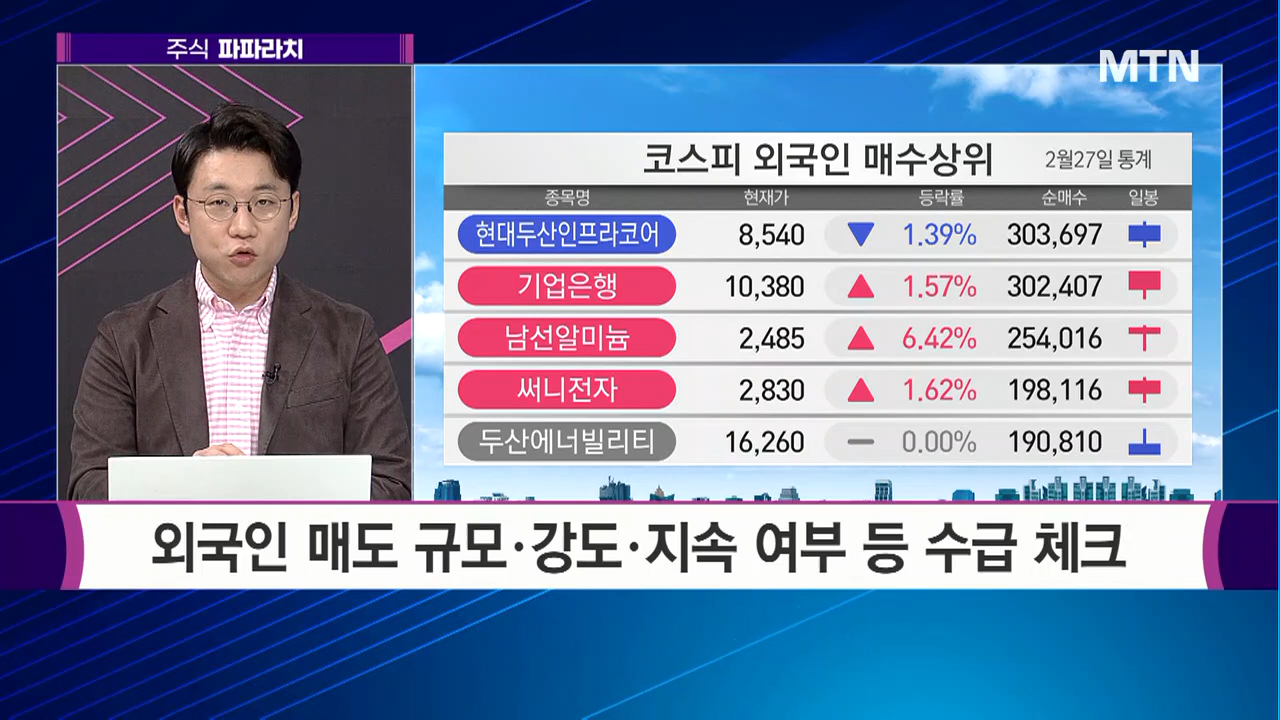 주식 파파라치
MTN
코스피 외국인 매수상위 2월27일 통계
종목명 현재가 등락률 순매수 일봉
현대두산인프라코어 8,540 ▼ 1.39% 303,697
기업은행 10,380 ▲ 1.57% 302,407
남선알미늄 2,485 ▲ 6.42% 254,016
써니전자 2,830 ▲ 1.62% 198,116
두산에너빌리티 16,260 - 0.00% 190,810
외국인 매도 규모·강도·지속 여부 등 수급 체크